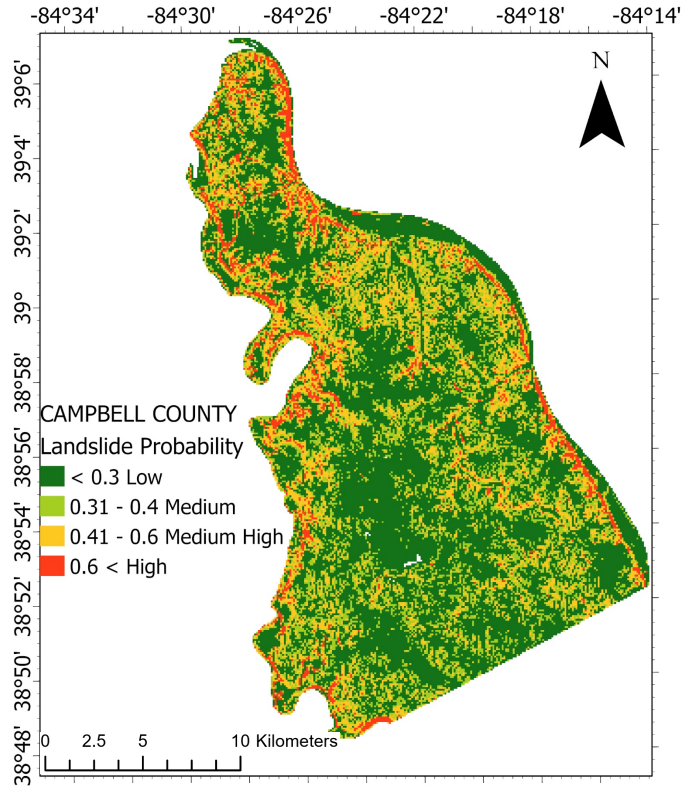 -84°34' -84°30' -84°26' -84°22' -84°18' -84°14'
N
39°6'
39°4'
39°2'
39°
38°58'
38°56'
38°54'
38°52'
38°50'
38°48'
CAMPBELL COUNTY
Landslide Probability
< 0.3 Low
0.31 - 0.4 Medium
0.41 - 0.6 Medium High
0.6 < High
0 2.5 5 10 Kilometers